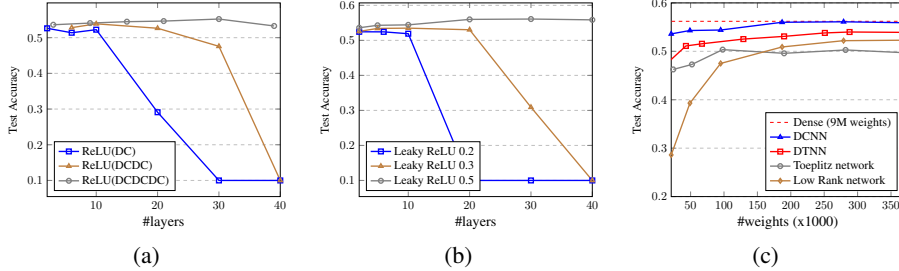 Test Accuracy
0.5
0.4
0.3
0.2
0.1
10
20
30
40
#layers
ReLU(DC)
ReLU(DCDC)
ReLU(DCDCDC)
(a)
Test Accuracy
0.6
0.5
0.4
0.3
0.2
0.1
10
20
30
40
#layers
Leaky ReLU 0.2
Leaky ReLU 0.3
Leaky ReLU 0.5
(b)
Test Accuracy
0.6
0.5
0.4
0.3
0.2
50
100
150
200
250
300
350
#weights (x1000)
Dense (9M weights)
DCNN
DTNN
Toeplitz network
Low Rank network
(c)